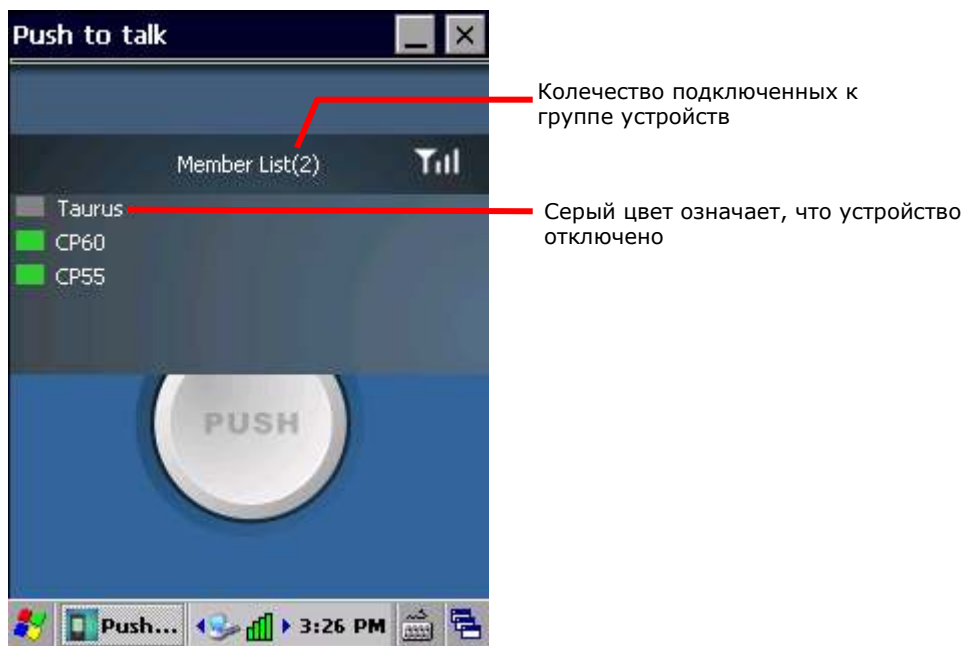 Push to talk
Колечество подключенных к
группе устройств
Member List(2)
Taurus
Серый цвет означает, что устройство
отключено
CP60
CP55
PUSH
Push...
3:26 PM